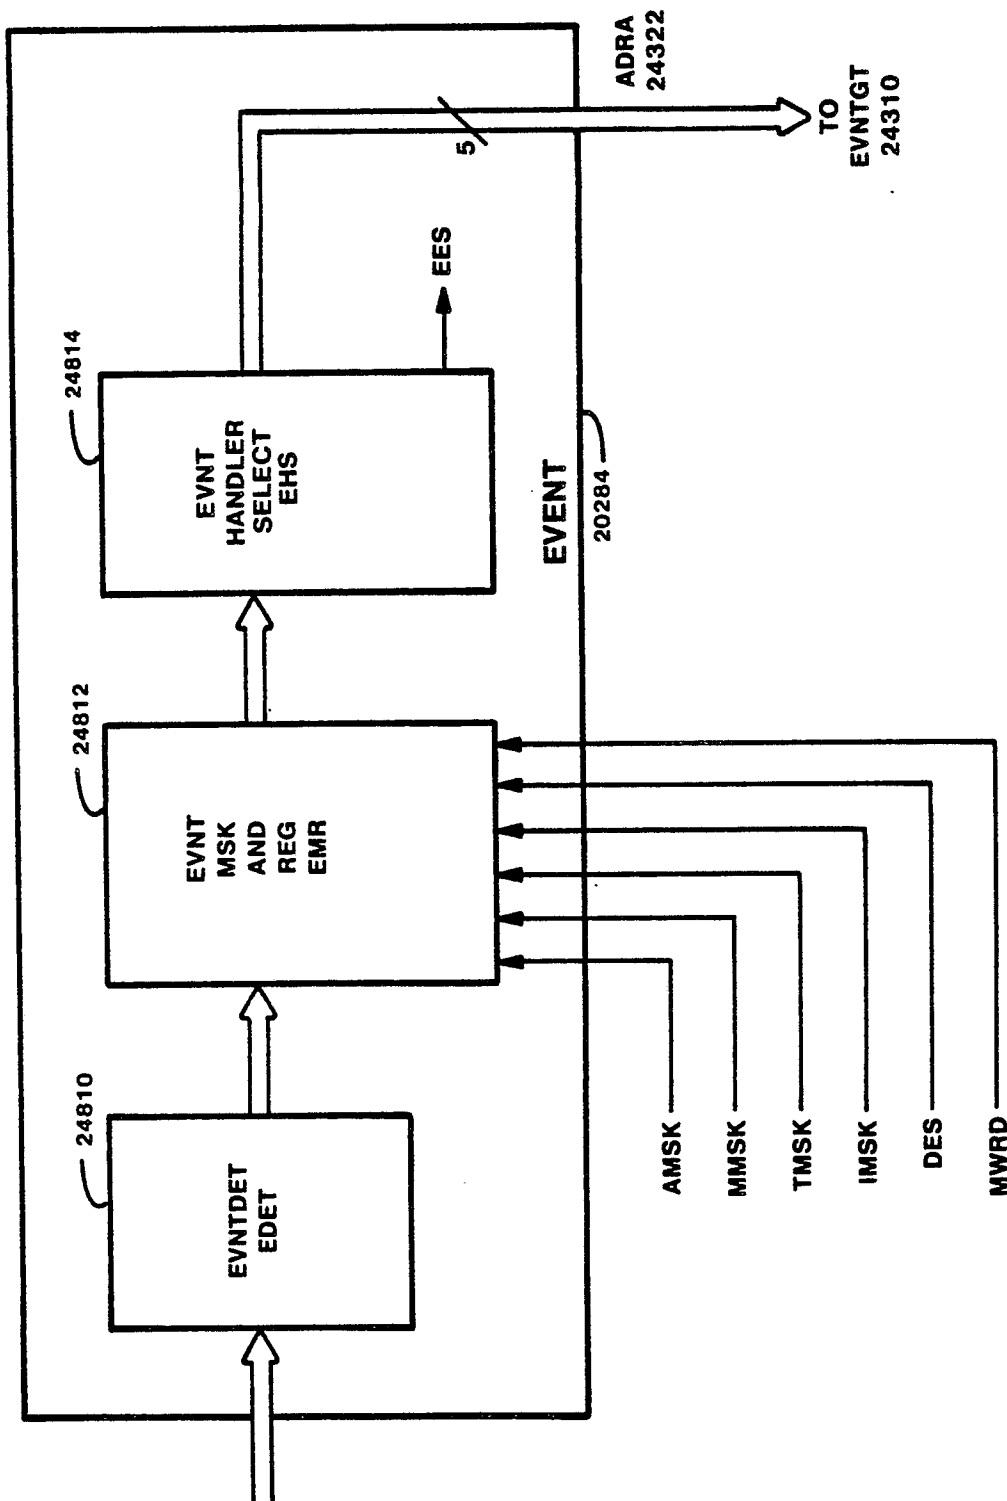 24810
EVNTDET
EDET
24812
EVNT
MSK
AND
REG
EMR
24814
EVNT
HANDLER
SELECT
EHS
EES
5
EVENT
20284
ADRA
24322
TO
EVNTGT
24310
AMSK
MMSK
TMSK
IMSK
DES
MWRD